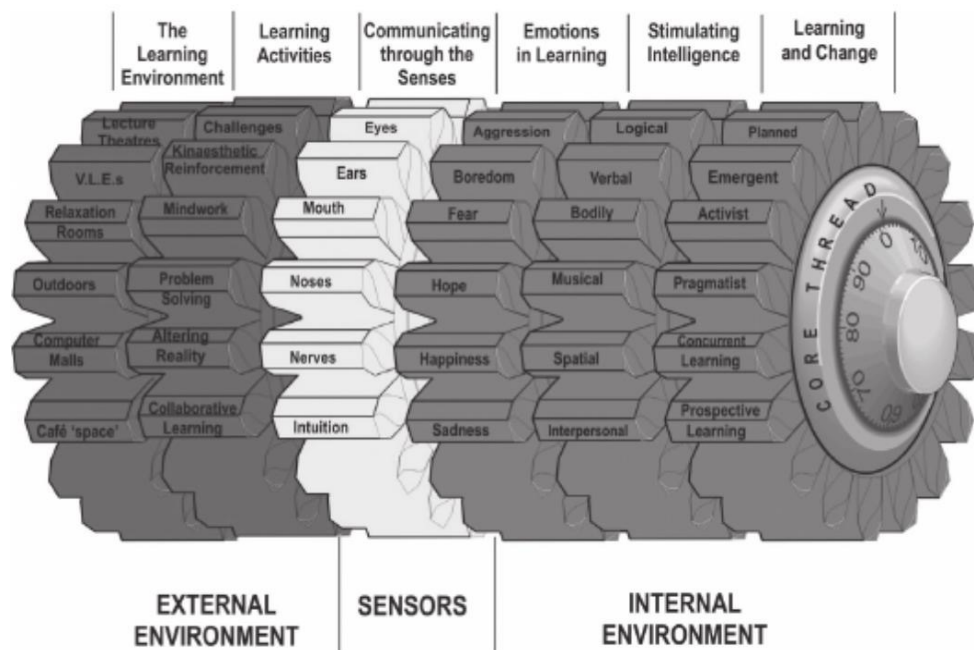 The
Learning
Environment
Learning
Activities
Communicating
through the
Senses
Emotions
in Learning
Stimulating
Intelligence
Learning
and Change
Lecture
Theatres
V.L.E.s
Relaxation
Rooms
Outdoors
Computer
Malls
Café ‘space’
Challenges
Kinaesthetic
Reinforcement
Mindwork
Problem
Solving
Altering
Reality
Collaborative
Learning
Eyes
Ears
Mouth
Noses
Nerves
Intuition
Aggression
Boredom
Fear
Hope
Happiness
Sadness
Logical
Verbal
Bodily
Musical
Spatial
Interpersonal
Planned
Emergent
Activist
Pragmatist
Concurrent
Learning
Prospective
Learning
CORE THREAD
0
90
80
70
60
EXTERNAL
ENVIRONMENT
SENSORS
INTERNAL
ENVIRONMENT